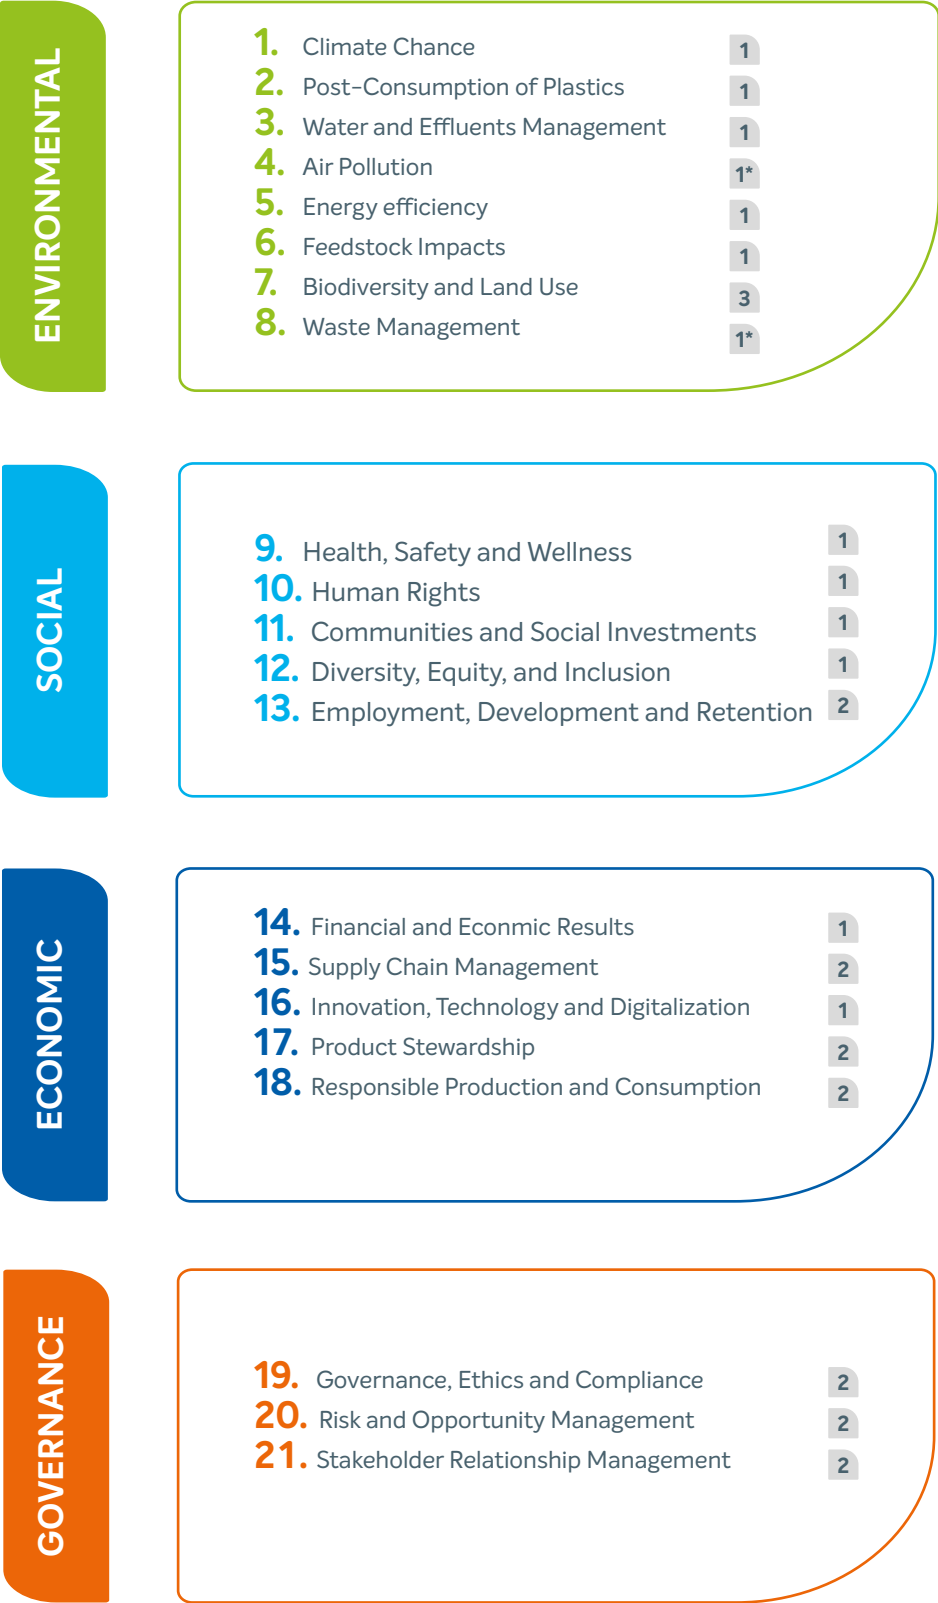 ENVIRONMENTAL
1. Climate Chance 1
2. Post-Consumption of Plastics 1
3. Water and Effluents Management 1
4. Air Pollution 1*
5. Energy efficiency 1
6. Feedstock Impacts 1
7. Biodiversity and Land Use 3
8. Waste Management 1*
SOCIAL
9. Health, Safety and Wellness 1
10. Human Rights 1
11. Communities and Social Investments 1
12. Diversity, Equity, and Inclusion 1
13. Employment, Development and Retention 2
ECONOMIC
14. Financial and Econmic Results 1
15. Supply Chain Management 2
16. Innovation, Technology and Digitalization 1
17. Product Stewardship 2
18. Responsible Production and Consumption 2
GOVERNANCE
19. Governance, Ethics and Compliance 2
20. Risk and Opportunity Management 2
21. Stakeholder Relationship Management 2